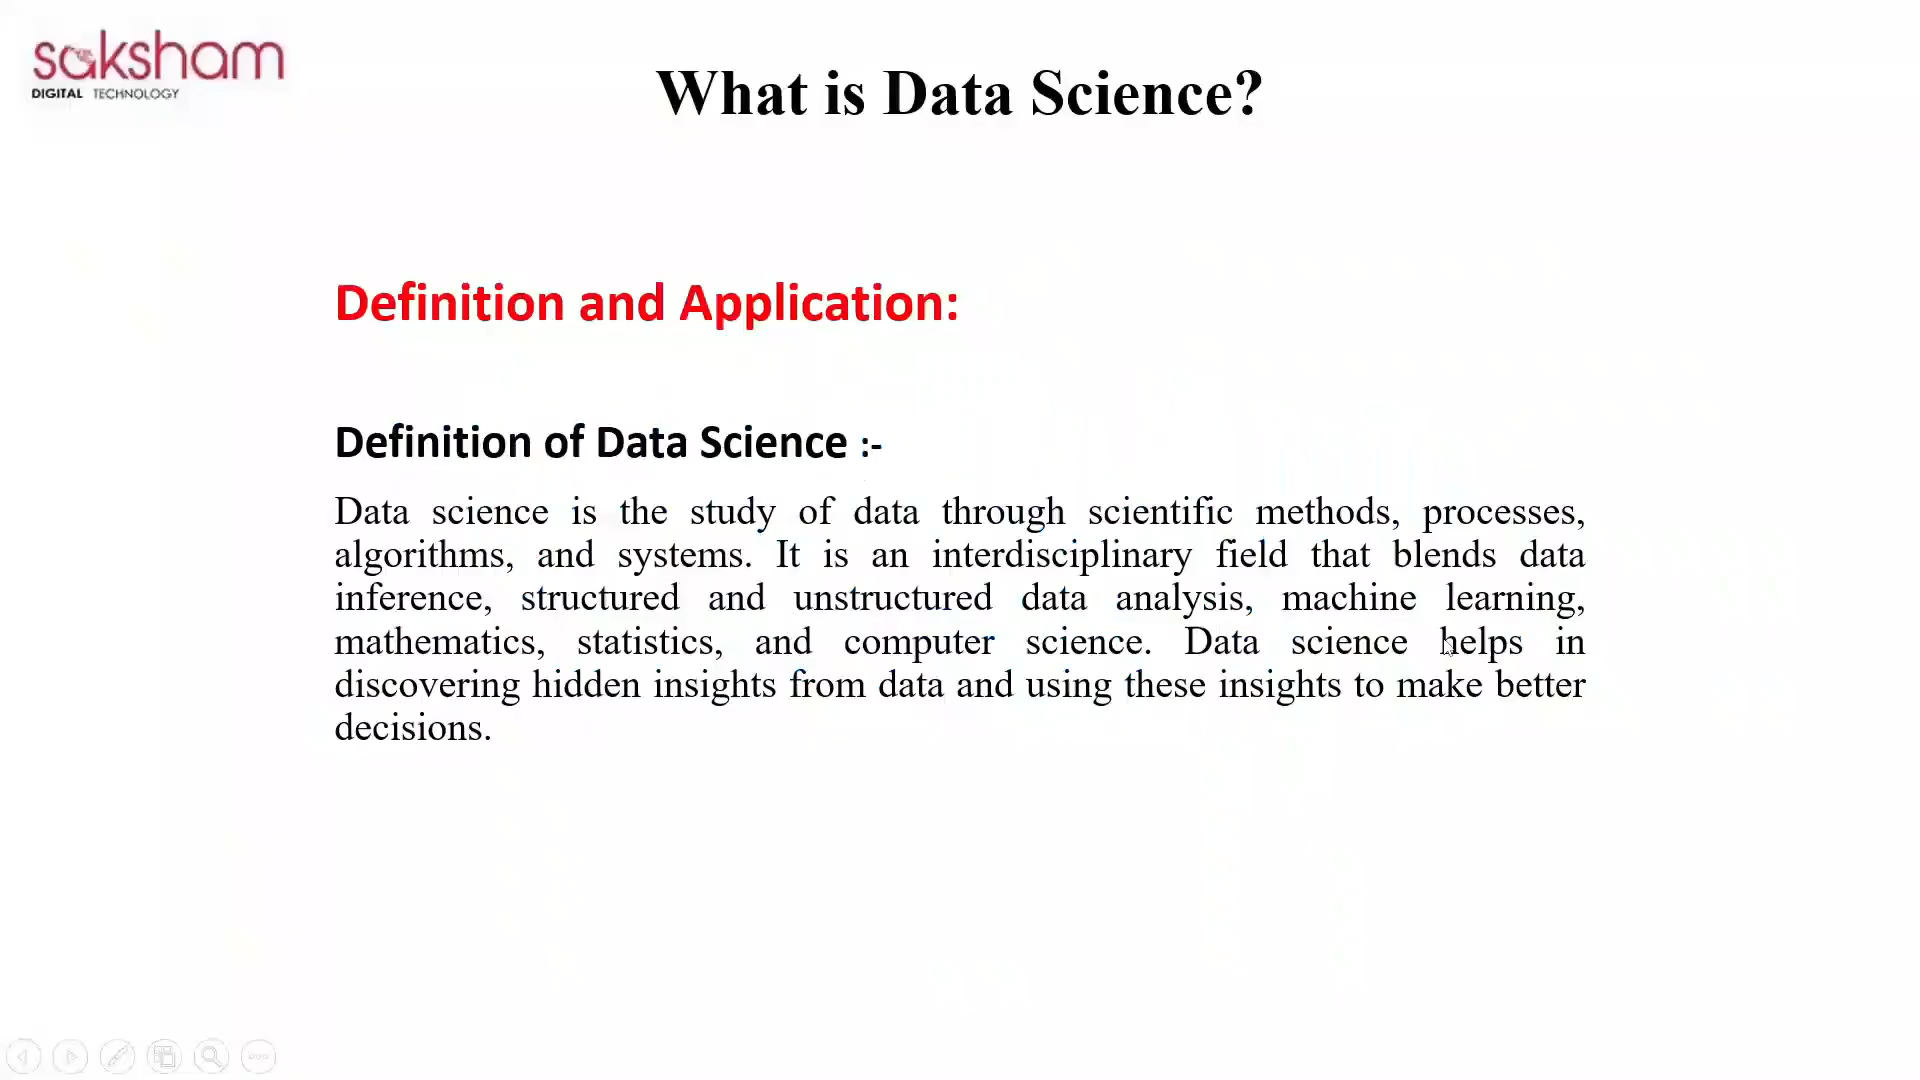 saksham
DIGITAL TECHNOLOGY
What is Data Science?
Definition and Application:
Definition of Data Science :-
Data science is the study of data through scientific methods, processes,
algorithms, and systems. It is an interdisciplinary field that blends data
inference, structured and unstructured data analysis, machine learning,
mathematics, statistics, and computer science. Data science helps in
discovering hidden insights from data and using these insights to make better
decisions.